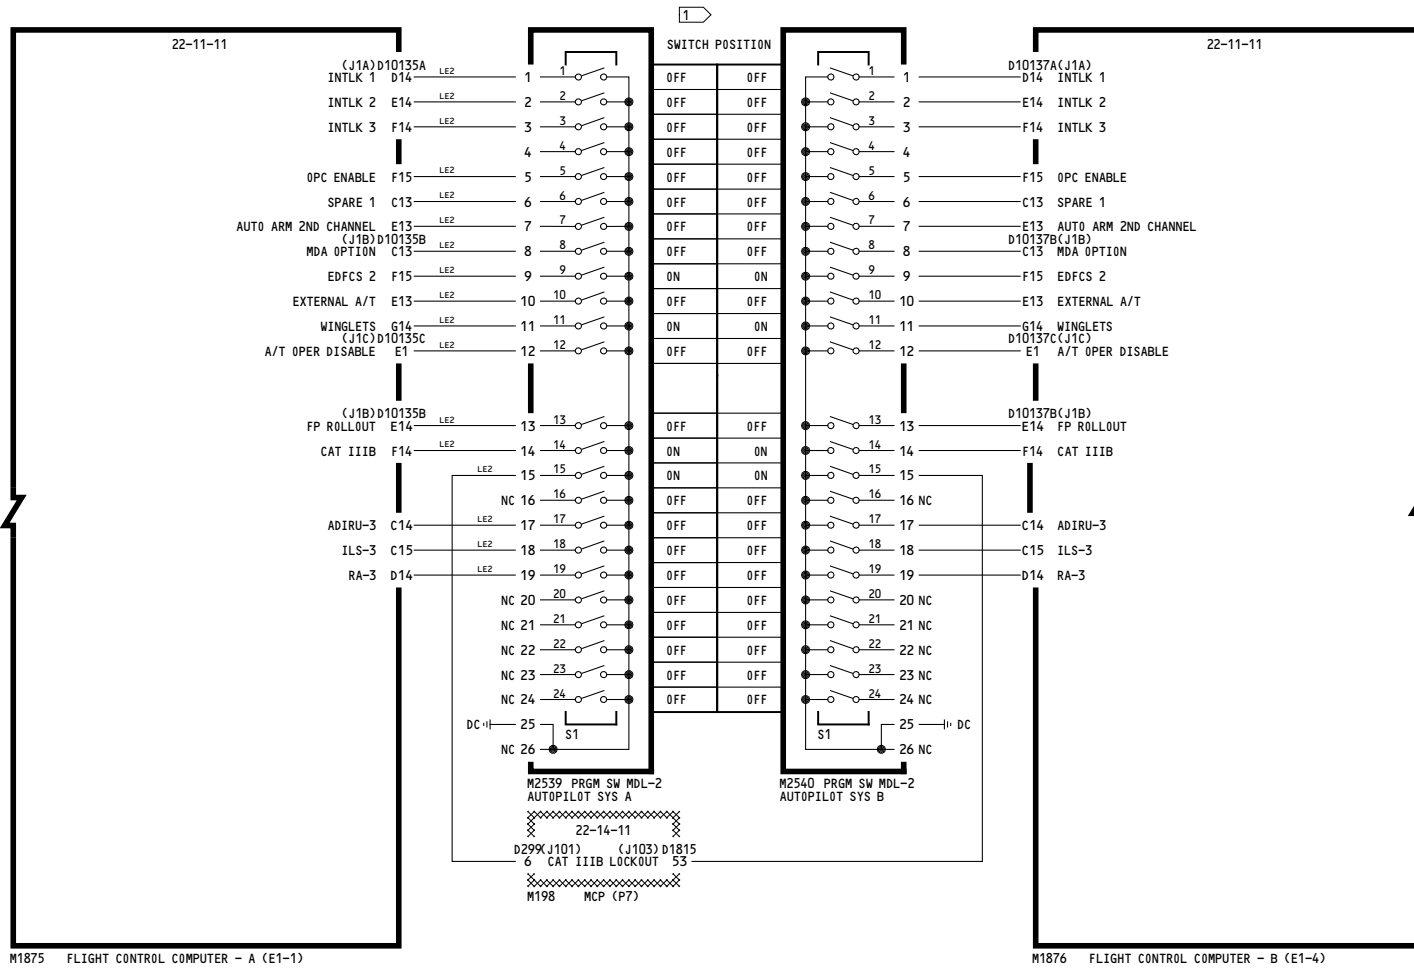 1
22-11-11
SWITCH POSITION
22-11-11
(J1A) D10135A
INTLK 1 D14 LE2 1 1 OFF OFF 1 1 D14 INTLK 1
D10137A(J1A)
INTLK 2 E14 LE2 2 2 OFF OFF 2 2 E14 INTLK 2
INTLK 3 F14 LE2 3 3 OFF OFF 3 3 F14 INTLK 3
4 4 OFF OFF 4 4
OPC ENABLE F15 LE2 5 5 OFF OFF 5 5 F15 OPC ENABLE
SPARE 1 C13 LE2 6 6 OFF OFF 6 6 C13 SPARE 1
AUTO ARM 2ND CHANNEL E13 LE2 7 7 OFF OFF 7 7 E13 AUTO ARM 2ND CHANNEL
(J1B) D10135B
D10137B(J1B)
MDA OPTION C13 LE2 8 8 OFF OFF 8 8 C13 MDA OPTION
EDFCS 2 F15 LE2 9 9 ON ON 9 9 F15 EDFCS 2
EXTERNAL A/T E13 LE2 10 10 OFF OFF 10 10 E13 EXTERNAL A/T
WINGLETS G14 LE2 11 11 ON ON 11 11 G14 WINGLETS
(J1C) D10135C
D10137C(J1C)
A/T OPER DISABLE E1 LE2 12 12 OFF OFF 12 12 E1 A/T OPER DISABLE
(J1B) D10135B
D10137B(J1B)
FP ROLLOUT E14 LE2 13 13 OFF OFF 13 13 E14 FP ROLLOUT
CAT IIIB F14 LE2 14 14 ON ON 14 14 F14 CAT IIIB
LE2 15 15 ON ON 15 15
NC 16 16 OFF OFF 16 16 NC
ADIRU-3 C14 LE2 17 17 OFF OFF 17 17 C14 ADIRU-3
ILS-3 C15 LE2 18 18 OFF OFF 18 18 C15 ILS-3
RA-3 D14 LE2 19 19 OFF OFF 19 19 D14 RA-3
NC 20 20 OFF OFF 20 20 NC
NC 21 21 OFF OFF 21 21 NC
NC 22 22 OFF OFF 22 22 NC
NC 23 23 OFF OFF 23 23 NC
NC 24 24 OFF OFF 24 24 NC
DC 25 S1 S1 25 DC
NC 26 26 NC
M2539 PRGM SW MDL-2
AUTOPILOT SYS A
M2540 PRGM SW MDL-2
AUTOPILOT SYS B
22-14-11
D299(J101) (J103) D1815
6 CAT IIIB LOCKOUT 53
M198 MCP (P7)
M1875 FLIGHT CONTROL COMPUTER - A (E1-1)
M1876 FLIGHT CONTROL COMPUTER - B (E1-4)